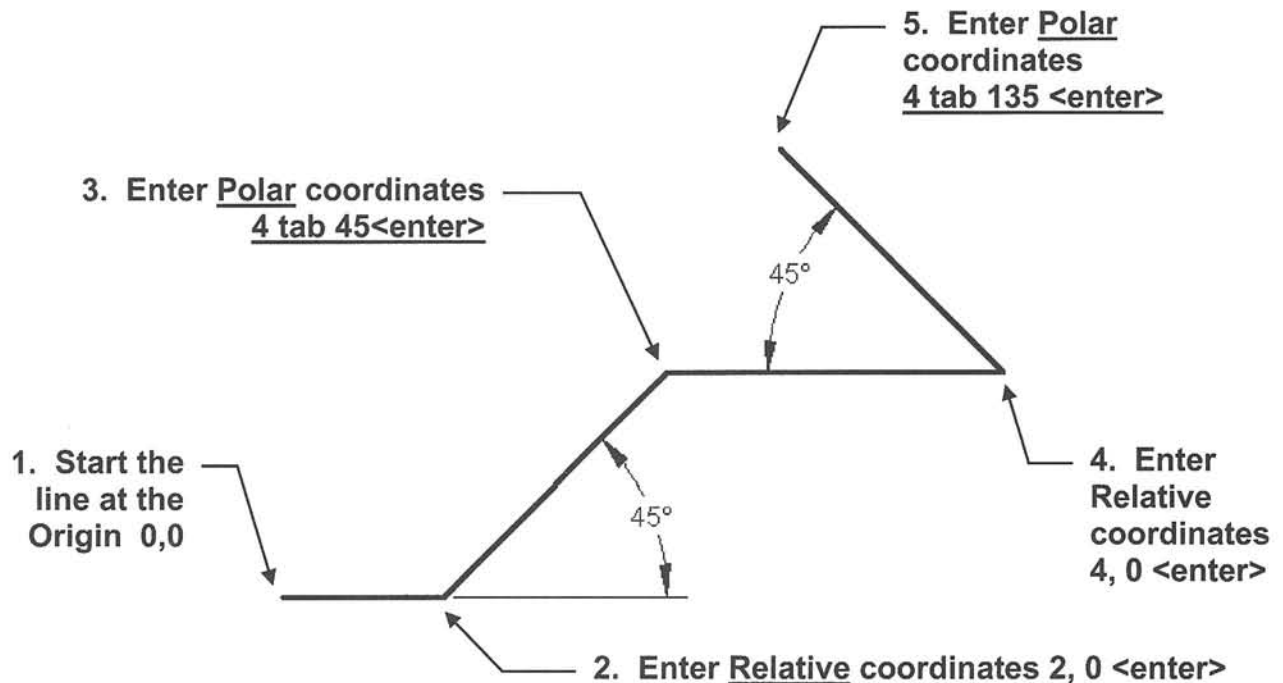 5. Enter Polar
coordinates
4 tab 135 <enter>
3. Enter Polar coordinates
4 tab 45<enter>
45°
1. Start the
line at the
Origin 0,0
45°
4. Enter
Relative
coordinates
4, 0 <enter>
2. Enter Relative coordinates 2, 0 <enter>